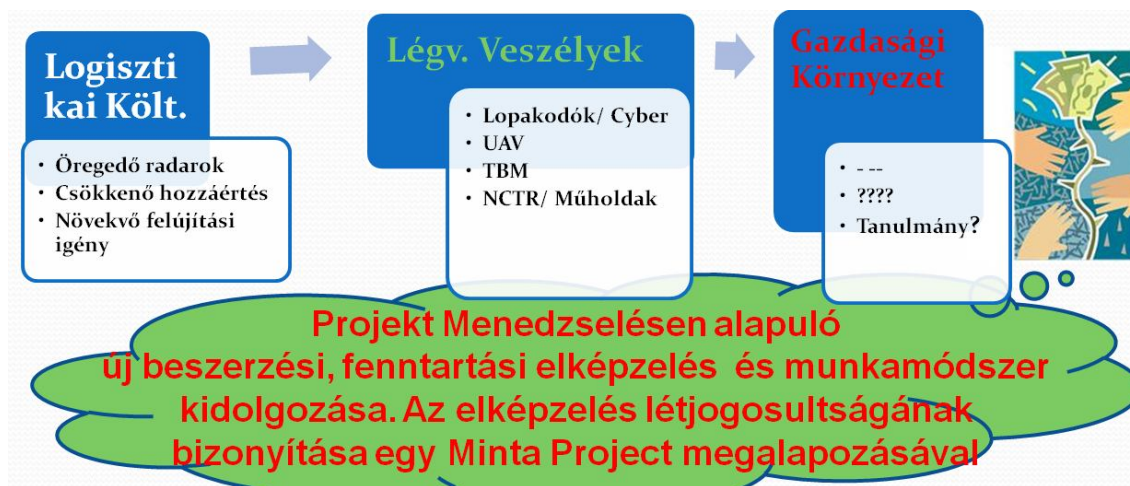 Logiszti
kai Költ.
• Öregedő radarok
• Csökkenő hozzáértés
• Növekvő felújítási
igény
Légv. Veszélyek
• Lopakodók/ Cyber
• UAV
• TBM
• NCTR/ Műholdak
Gazdasági
Környezet
• - --
• ????
• Tanulmány?
Projekt Menedzselésen alapuló
új beszerzési, fenntartási elképzelés és munkamódszer
kidolgozása. Az elképzelés létjogosultságának
bizonyítása egy Minta Project megalapozásával